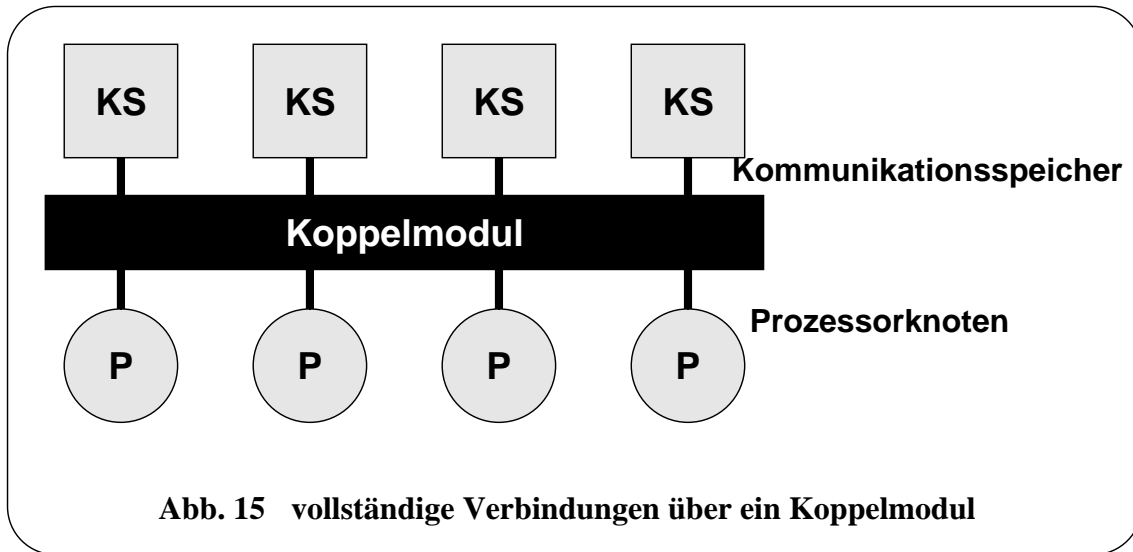 KS KS KS KS
Kommunikationsspeicher
Koppelmodul
Prozessorknoten
P P P P
Abb. 15 vollständige Verbindungen über ein Koppelmodul